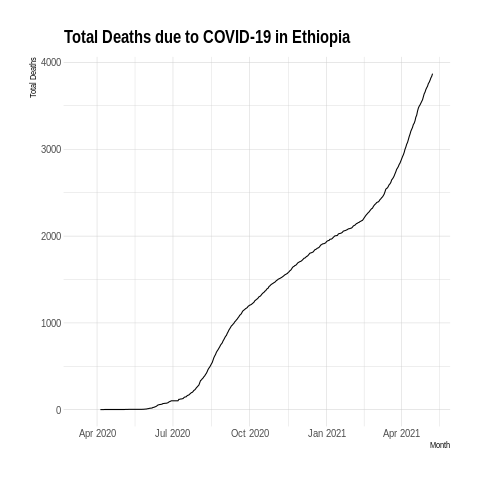 Total Deaths due to COVID-19 in Ethiopia
Total Deaths
4000
3000
2000
1000
0
Apr 2020 Jul 2020 Oct 2020 Jan 2021 Apr 2021
Month